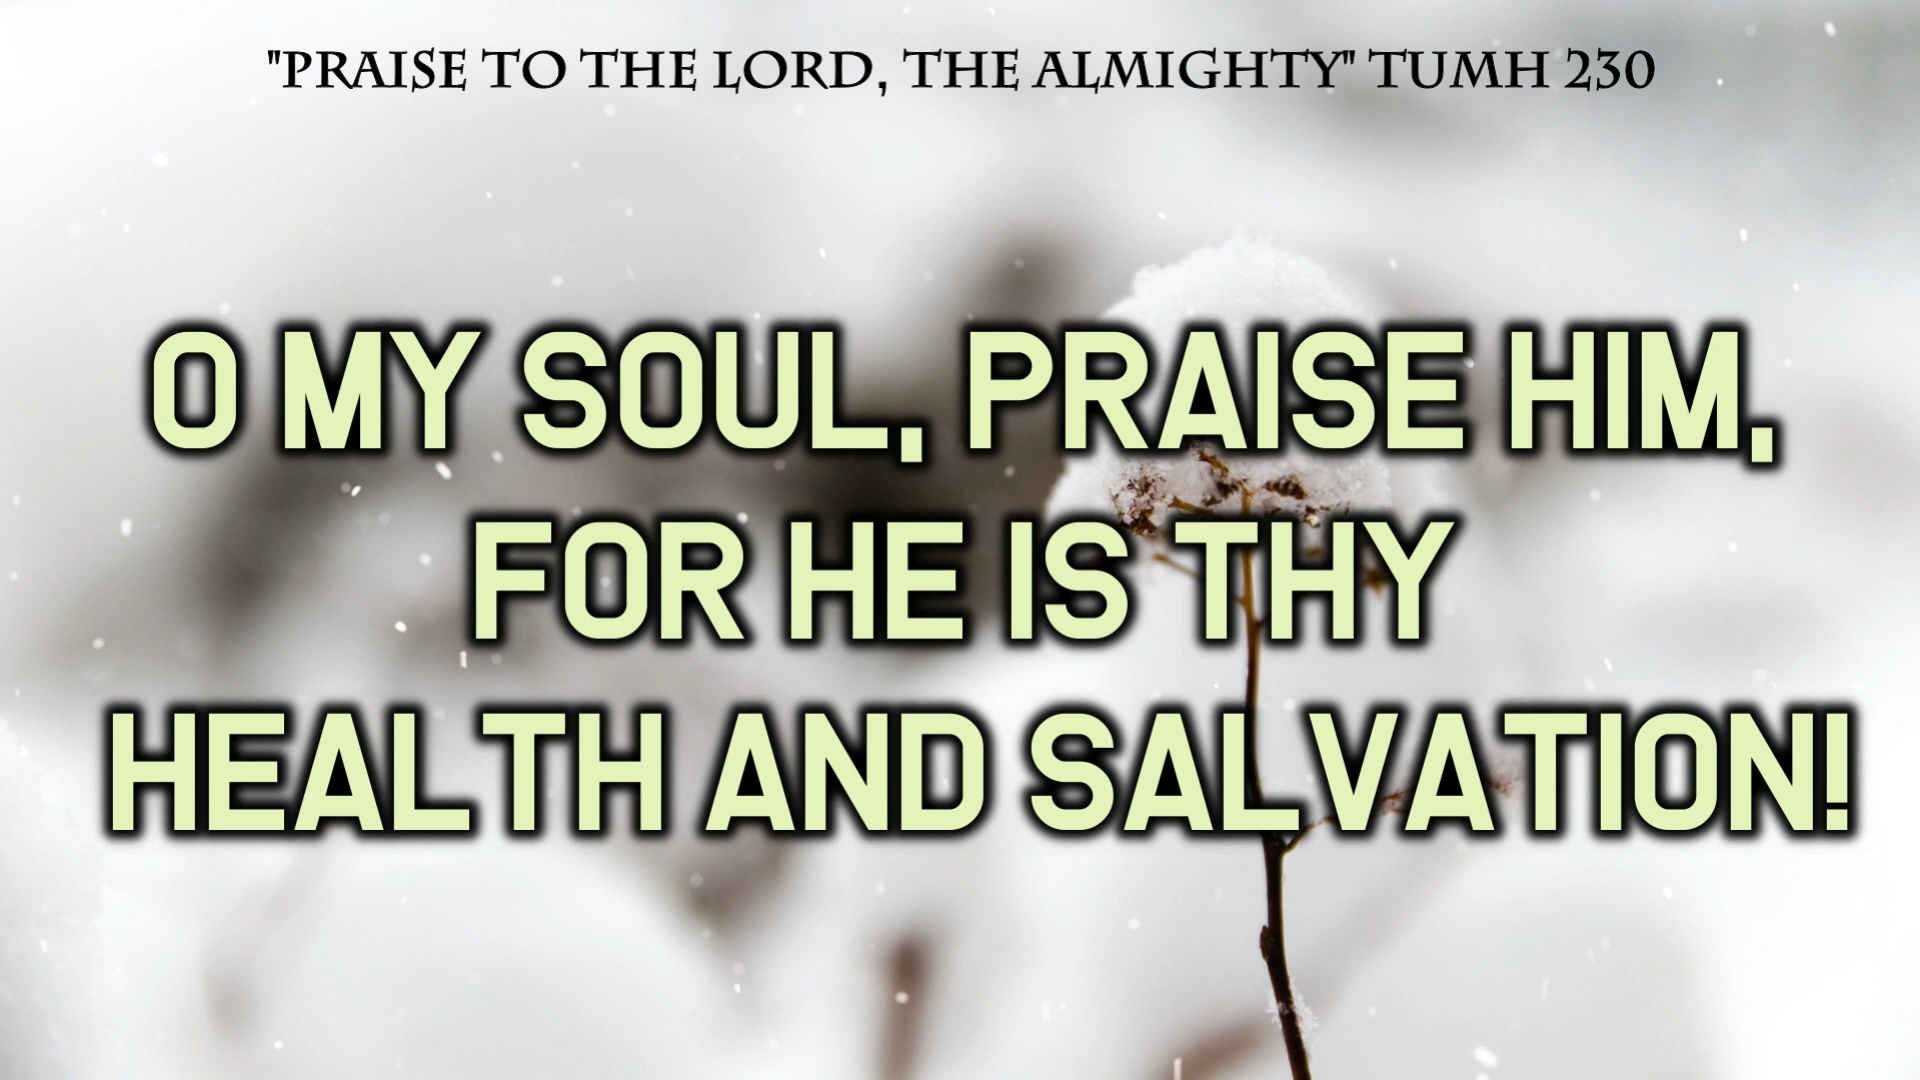 "PRAISE TO THE LORD, THE ALMIGHTY" TUMH 230
O MY SOUL, PRAISE HIM,
FOR HE IS THY
HEALTH AND SALVATION!